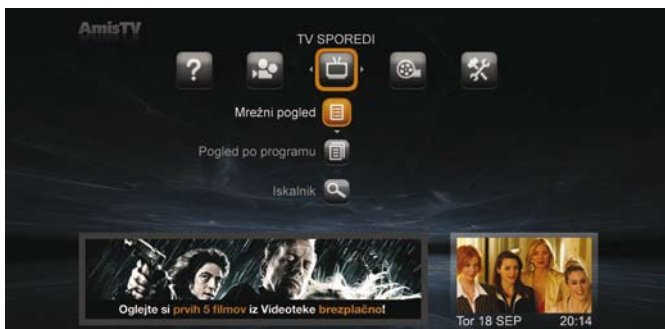 AmisTV
TV SPOREDI
?
Mrežni pogled
Pogled po programu
Iskalnik
Oglejte si prvih 5 filmov iz Videoteke brezplačno!
Tor 18 SEP 20:14